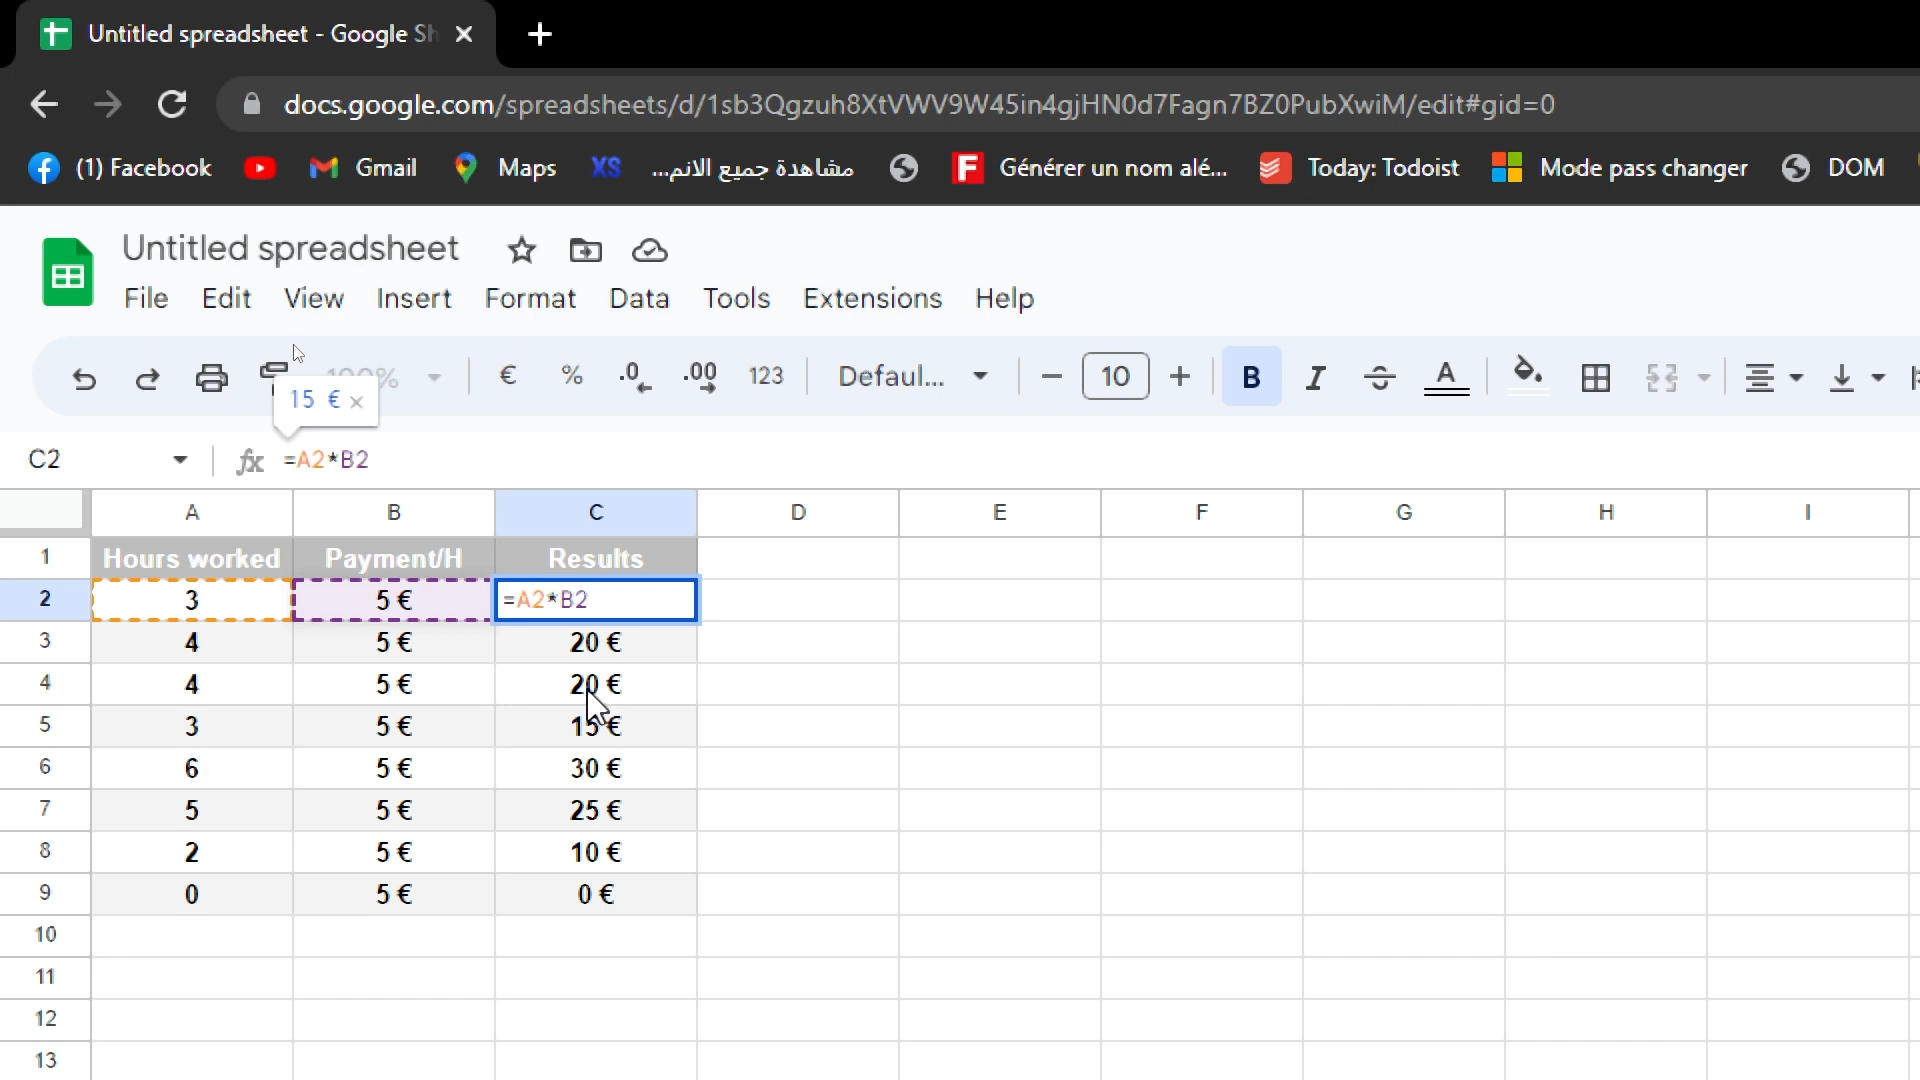 Untitled spreadsheet - Google Sh
docs.google.com/spreadsheets/d/1sb3Qgzuh8XtVWV9W45in4gjHN0d7Fagn7BZ0PubXwiM/edit#gid=0
(1) Facebook Gmail Maps XS مشاهدة جميع الانم... Générer un nom alé... Today: Todoist Mode pass changer DOM
Untitled spreadsheet
File Edit View Insert Format Data Tools Extensions Help
100% € % .0 .00 123 Defaul... 10 B I A
15 €
C2 fx =A2*B2
A B C D E F G H I
1 Hours worked Payment/H Results
2 3 5 € =A2*B2
3 4 5 € 20 €
4 4 5 € 20 €
5 3 5 € 15 €
6 6 5 € 30 €
7 5 5 € 25 €
8 2 5 € 10 €
9 0 5 € 0 €
10
11
12
13